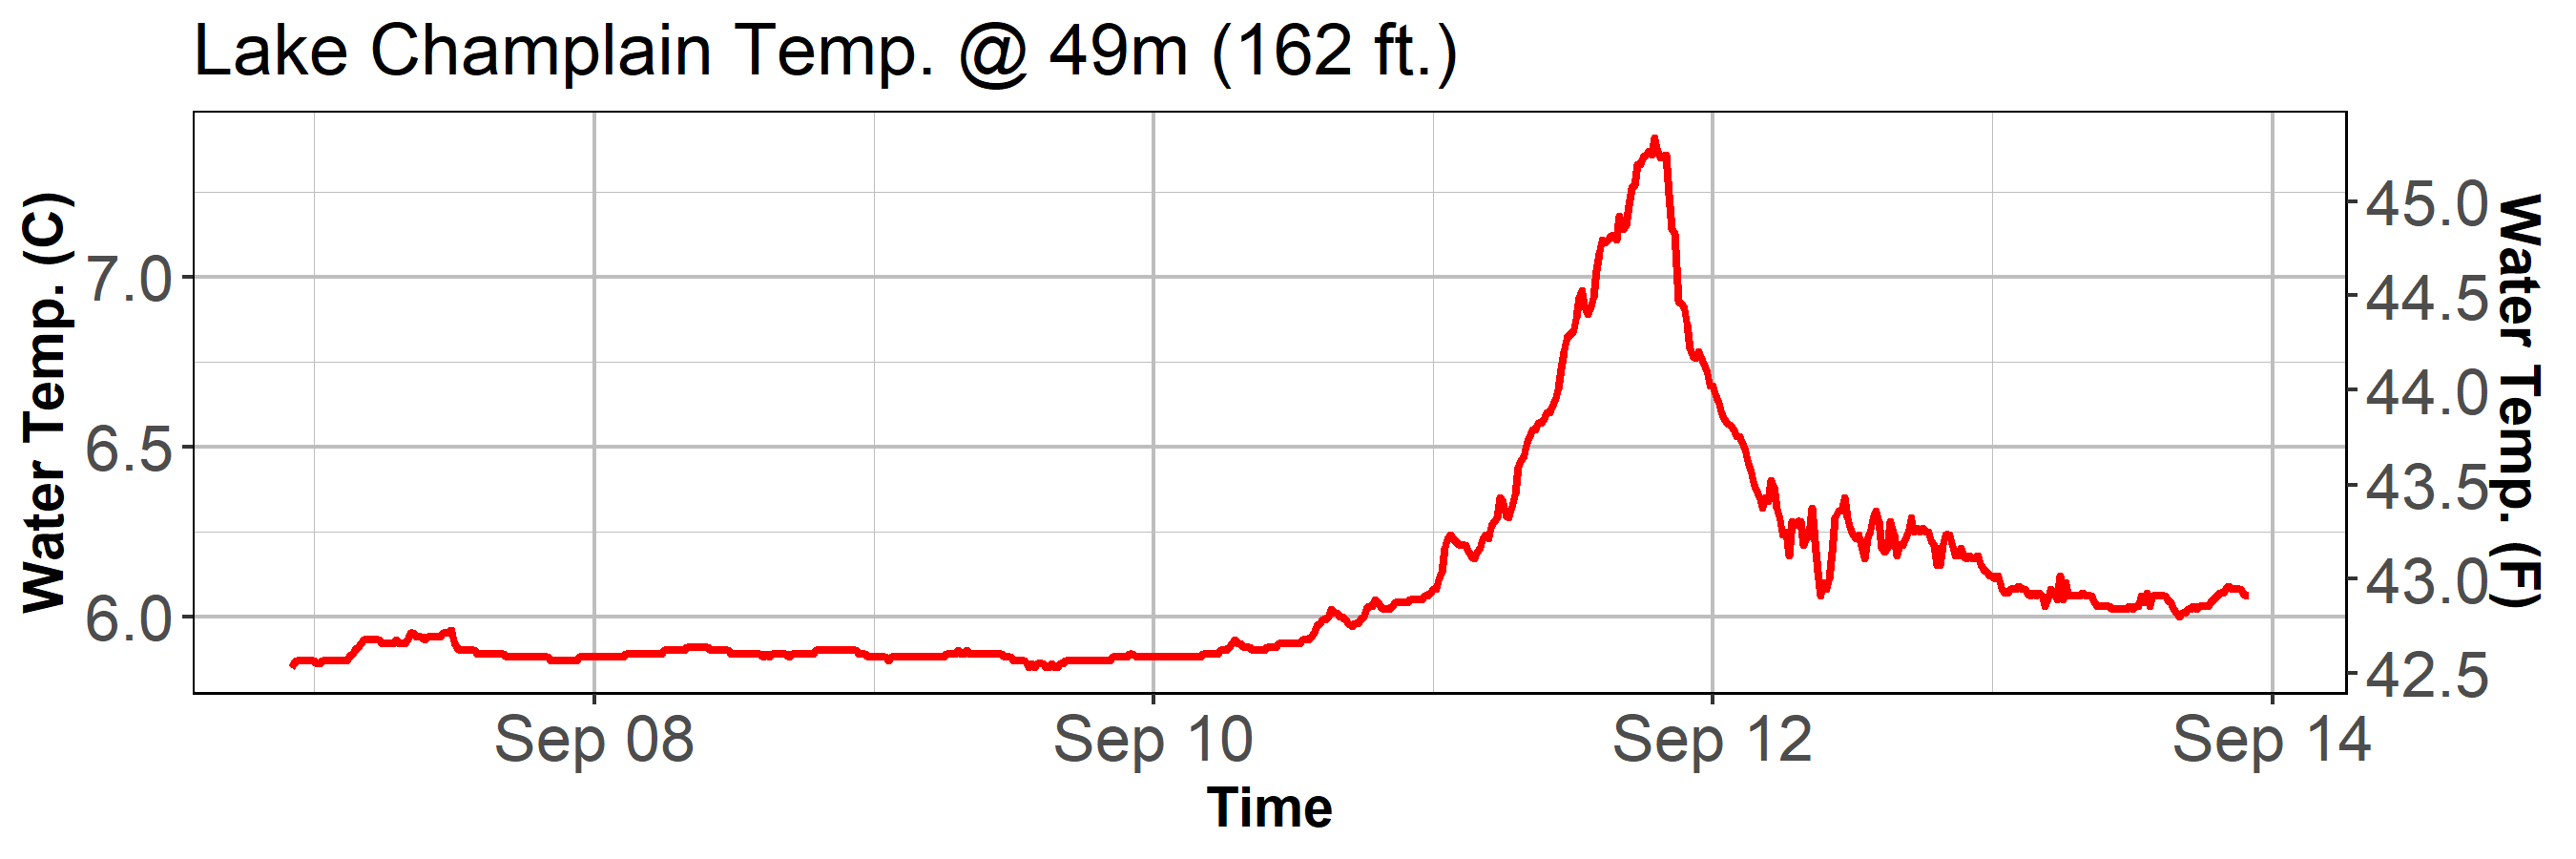 Lake Champlain Temp. @ 49m (162 ft.)
Water Temp. (C)
7.0
6.5
6.0
45.0
44.5
44.0
43.5
43.0
42.5
Water Temp. (F)
Sep 08 Sep 10 Sep 12 Sep 14
Time